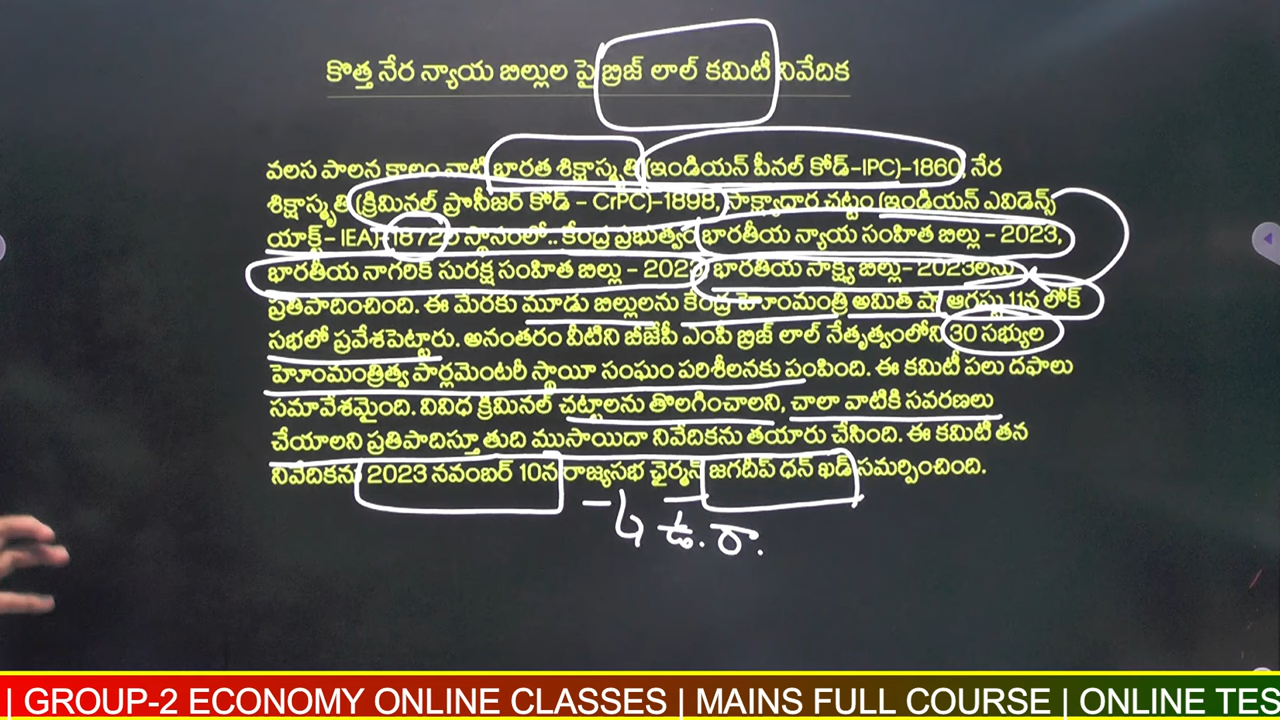 కొత్త నేర న్యాయ బిల్లుల పై బ్రిజ్ లాల్ కమిటీ నివేదిక
వలస పాలన కాలం నాటి భారత శిక్షాస్మృతి (ఇండియన్ పీనల్ కోడ్-IPC)-1860, నేర
శిక్షాస్మృతి (క్రిమినల్ ప్రొసీజర్ కోడ్ - CrPC)-1898, సాక్ష్యాధార చట్టం (ఇండియన్ ఎవిడెన్స్
యాక్ట్- IEA)-1872ల స్థానంలో.. కేంద్ర ప్రభుత్వం భారతీయ న్యాయ సంహిత బిల్లు - 2023,
భారతీయ నాగరిక్ సురక్ష సంహిత బిల్లు - 2023, భారతీయ సాక్ష్య బిల్లు- 2023లను
ప్రతిపాదించింది. ఈ మేరకు మూడు బిల్లులను కేంద్ర హోంమంత్రి అమిత్ షా ఆగస్టు 11న లోక్
సభలో ప్రవేశపెట్టారు. అనంతరం వీటిని బీజేపీ ఎంపీ బ్రిజ్ లాల్ నేతృత్వంలోని 30 సభ్యుల
హెూంమంత్రిత్వ పార్లమెంటరీ స్థాయీ సంఘం పరిశీలనకు పంపింది. ఈ కమిటీ పలు దఫాలు
సమావేశమైంది. వివిధ క్రిమినల్ చట్టాలను తొలగించాలని, చాలా వాటికి సవరణలు
చేయాలని ప్రతిపాదిస్తూ తుది ముసాయిదా నివేదికను తయారు చేసింది. ఈ కమిటీ తన
నివేదికను 2023 నవంబర్ 10న రాజ్యసభ ఛైర్మన్ జగదీప్ ధన్ ఖడ్ సమర్పించింది.
ఉ. రా.
| GROUP-2 ECONOMY ONLINE CLASSES | MAINS FULL COURSE | ONLINE TES